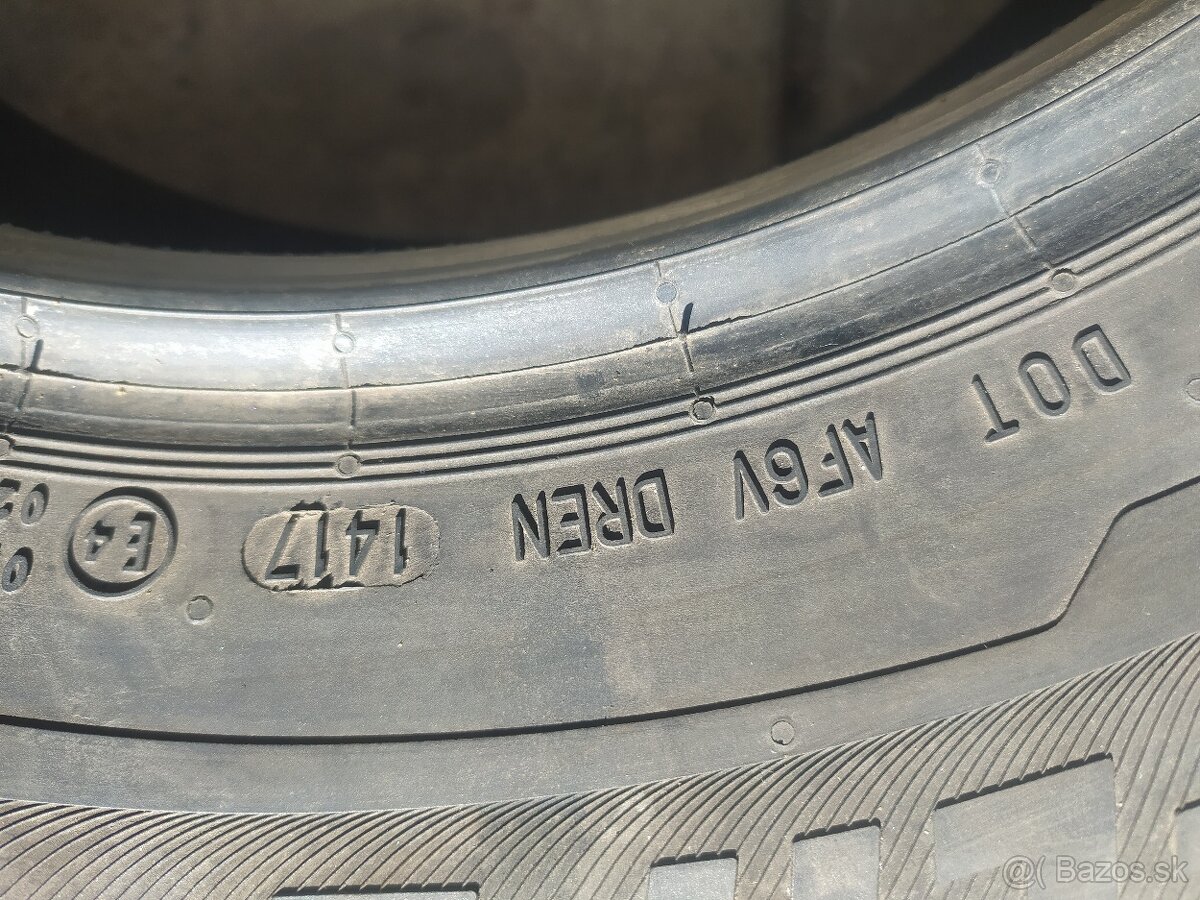 DOT AF6V DREN 1417 E4
@( Bazos.sk